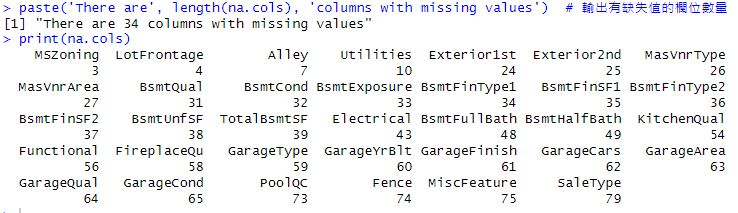 > paste('There are', length(na.cols), 'columns with missing values')  # 輸出有缺失值的欄位數量
[1] "There are 34 columns with missing values"
> print(na.cols)
MSZoning LotFrontage Alley Utilities Exterior1st Exterior2nd MasVnrType
3 4 7 10 24 25 26
MasVnrArea BsmtQual BsmtCond BsmtExposure BsmtFinType1 BsmtFinSF1 BsmtFinType2
27 31 32 33 34 35 36
BsmtFinSF2 BsmtUnfSF TotalBsmtSF Electrical BsmtFullBath BsmtHalfBath KitchenQual
37 38 39 43 48 49 54
Functional FireplaceQu GarageType GarageYrBlt GarageFinish GarageCars GarageArea
56 58 59 60 61 62 63
GarageQual GarageCond PoolQC Fence MiscFeature SaleType
64 65 73 74 75 79